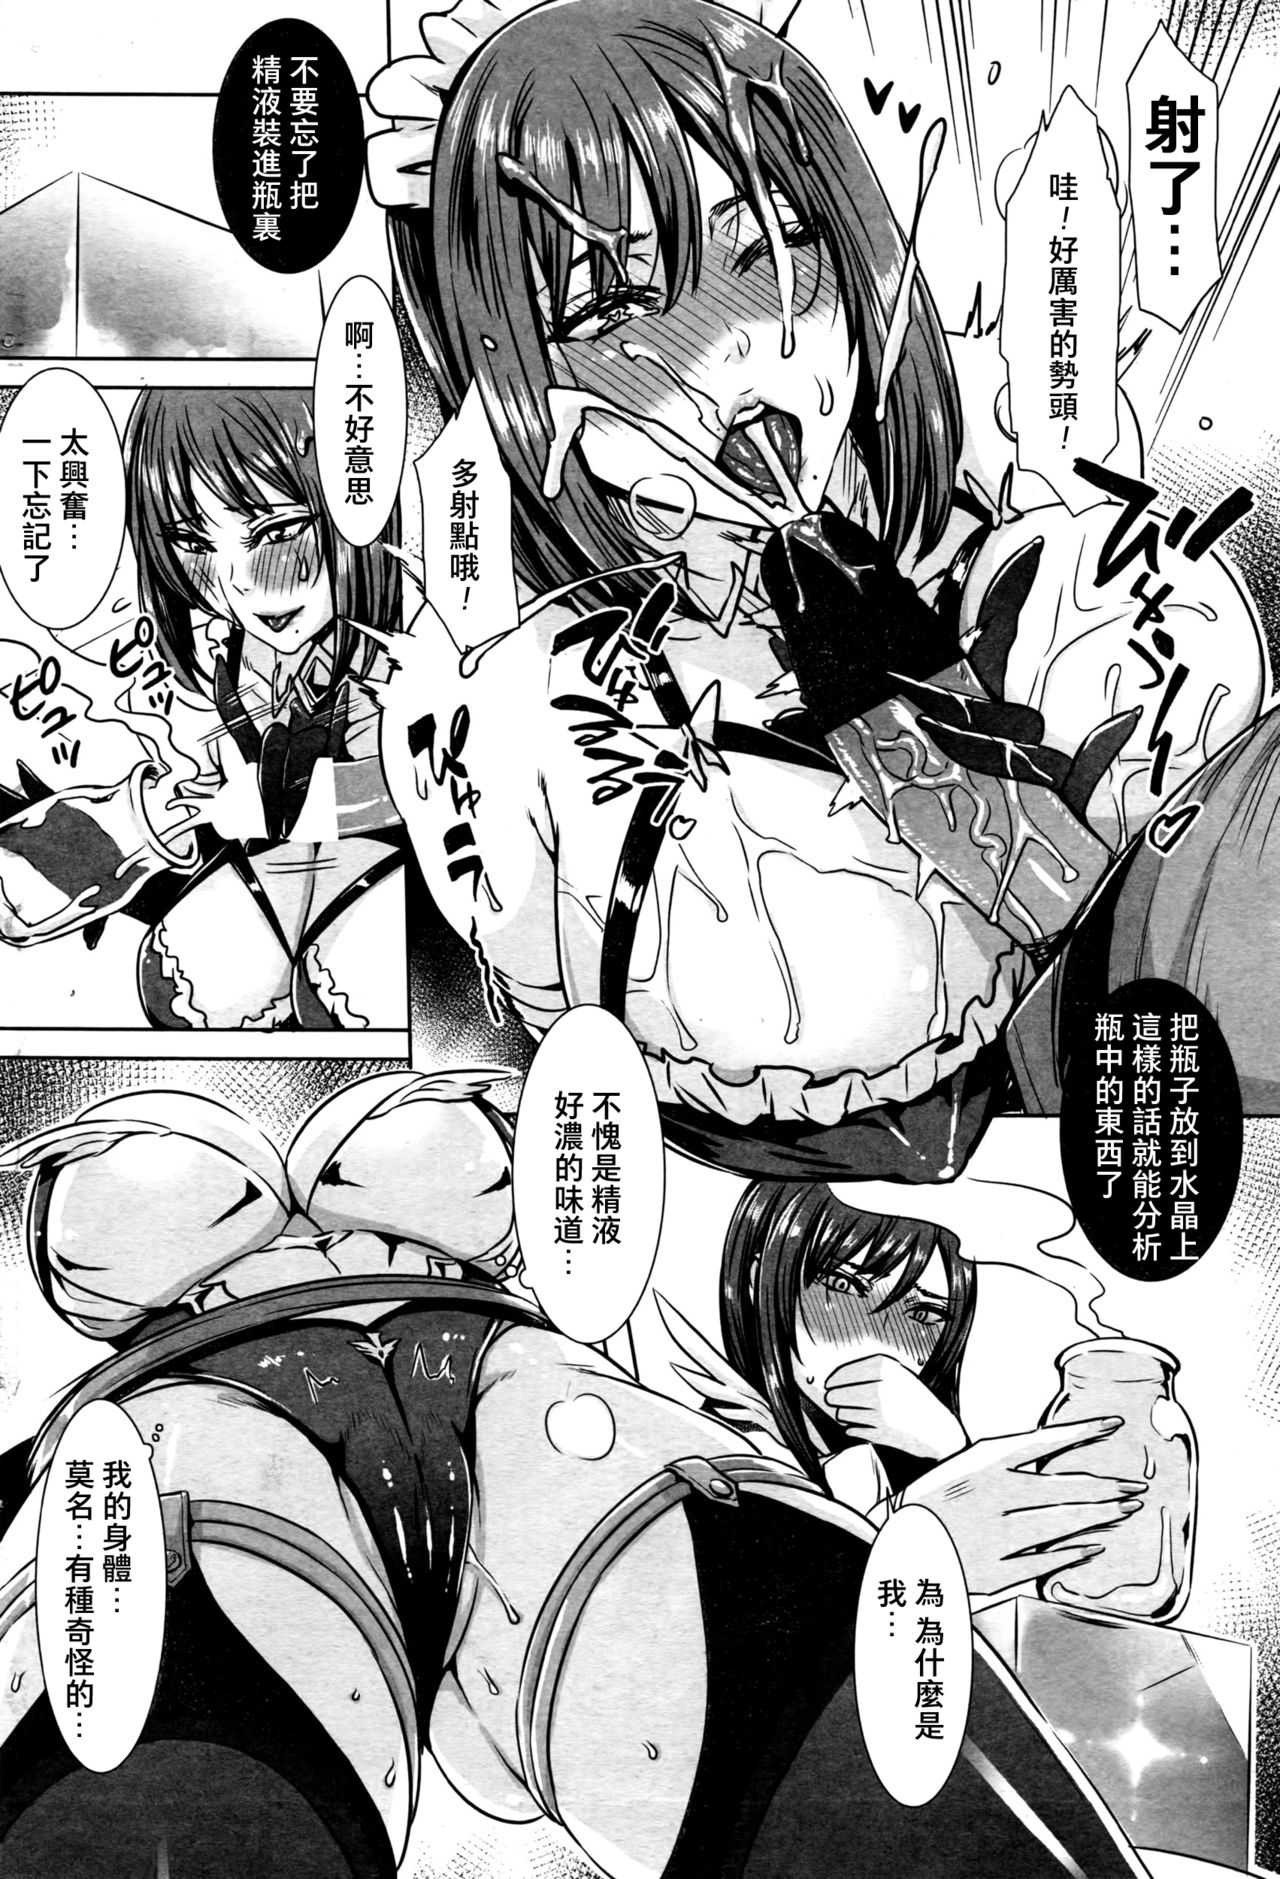 射了…
哇!好厲害的勢頭!
不要忘了把
精液裝進瓶裏
啊…不好意思
多射點哦!
太興奮…
一下忘記了
びゅるっ
びゅ
ぴゅうっ
ピュッ
ピュッ
把瓶子放到水晶上
這樣的話就能分析
瓶中的東西了
不愧是精液
好濃的味道…
為 為什麼是
我…
我的身體…
莫名…有種奇怪的…